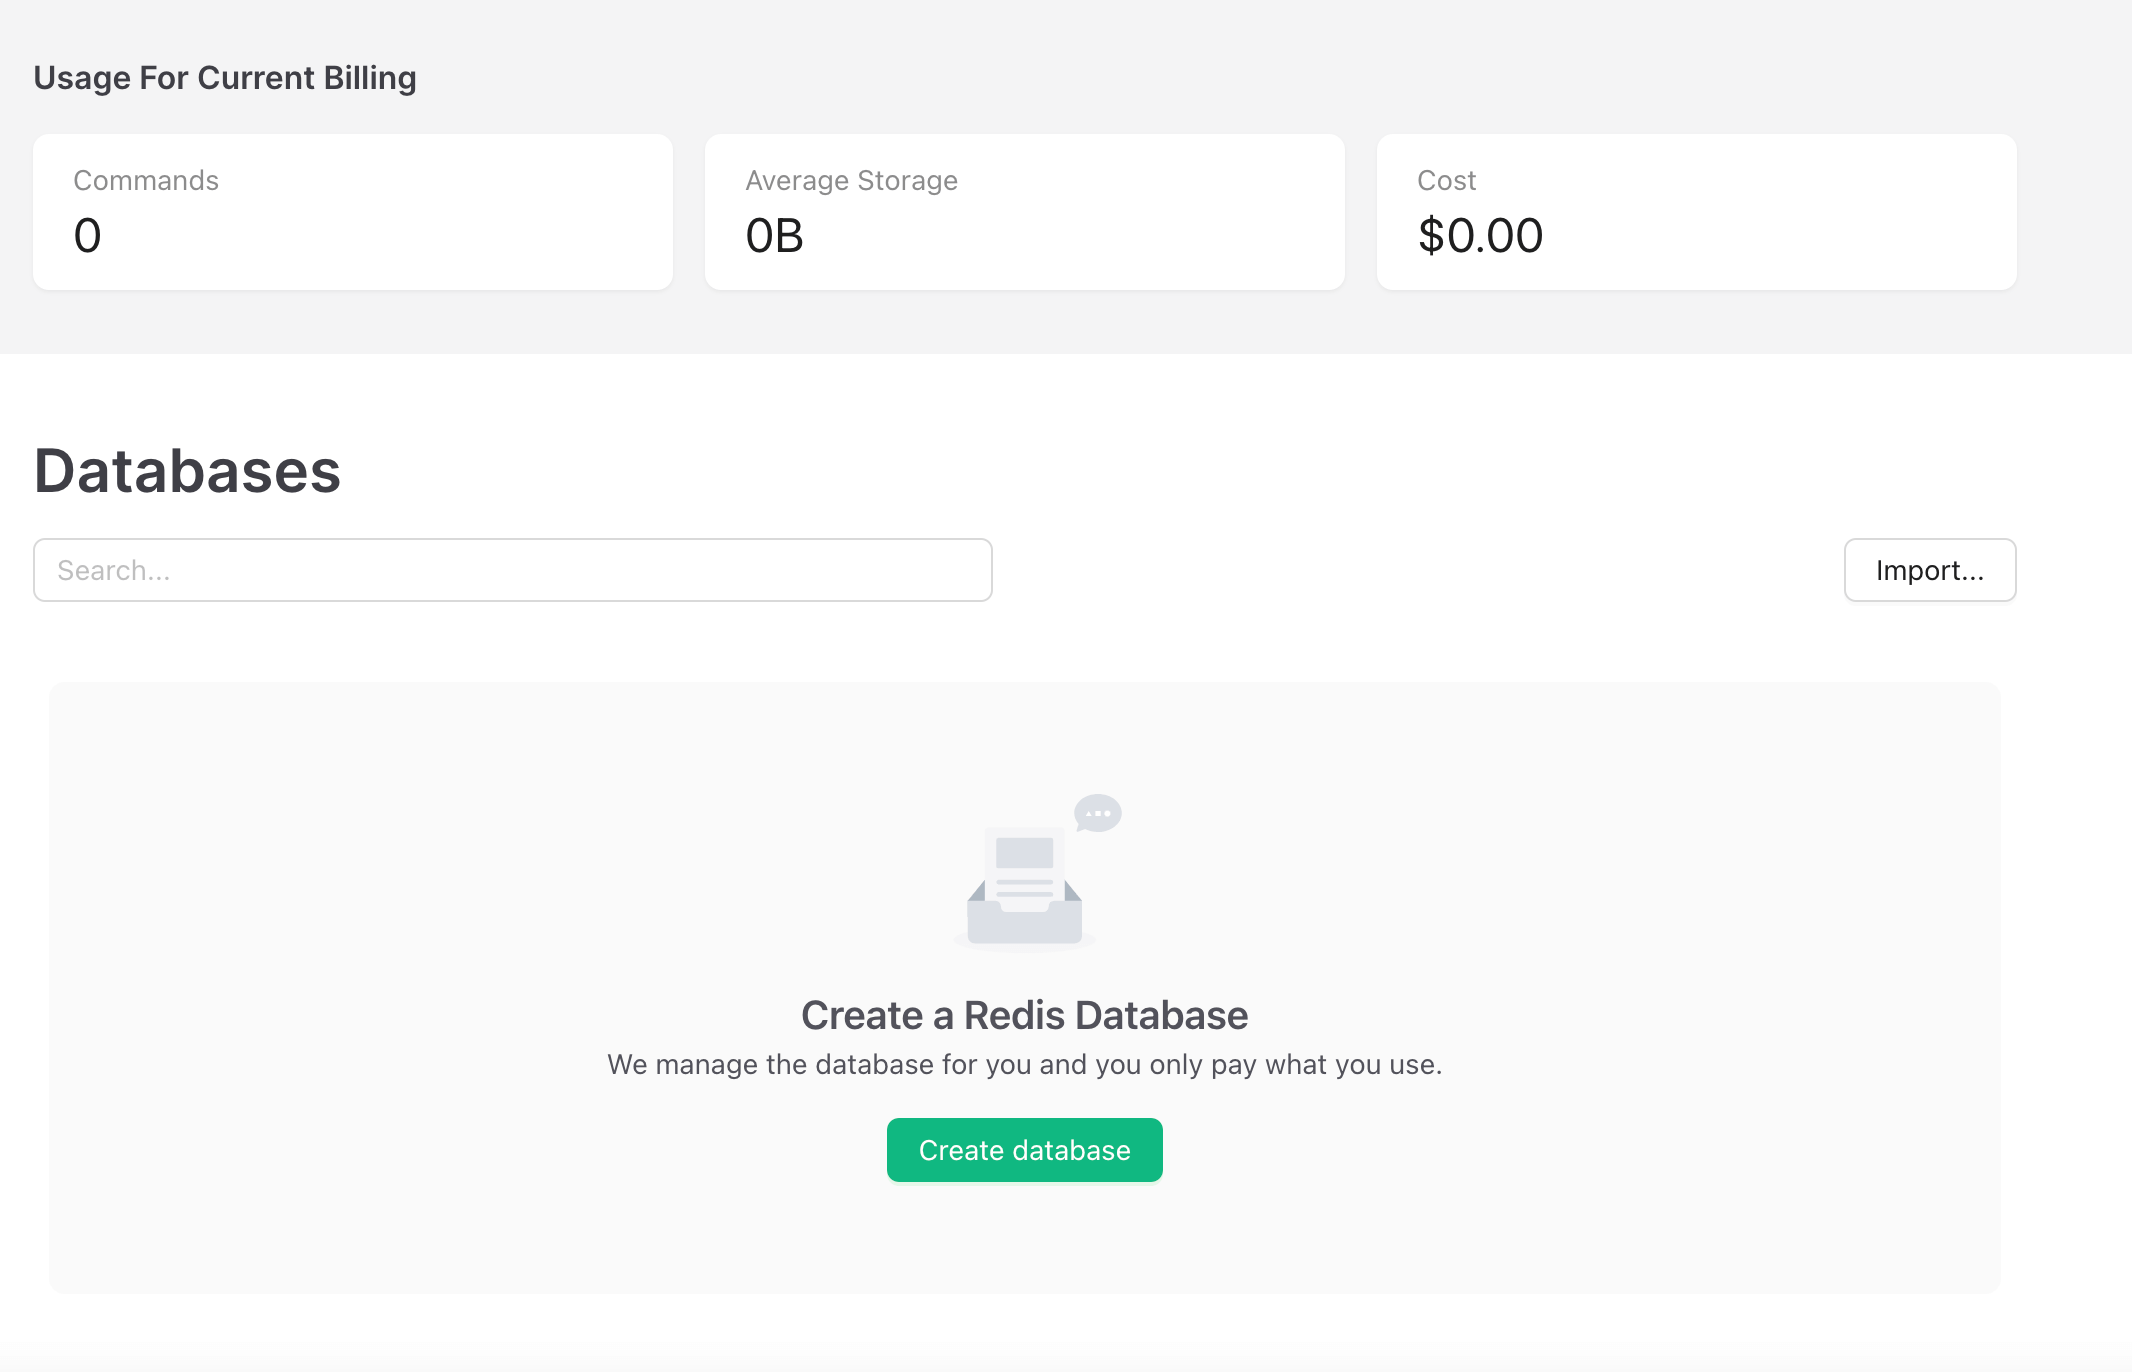 Usage For Current Billing
Commands
Average Storage
Cost
0
0B
$0.00
Databases
Search...
Import...
Create a Redis Database
We manage the database for you and you only pay what you use.
Create database